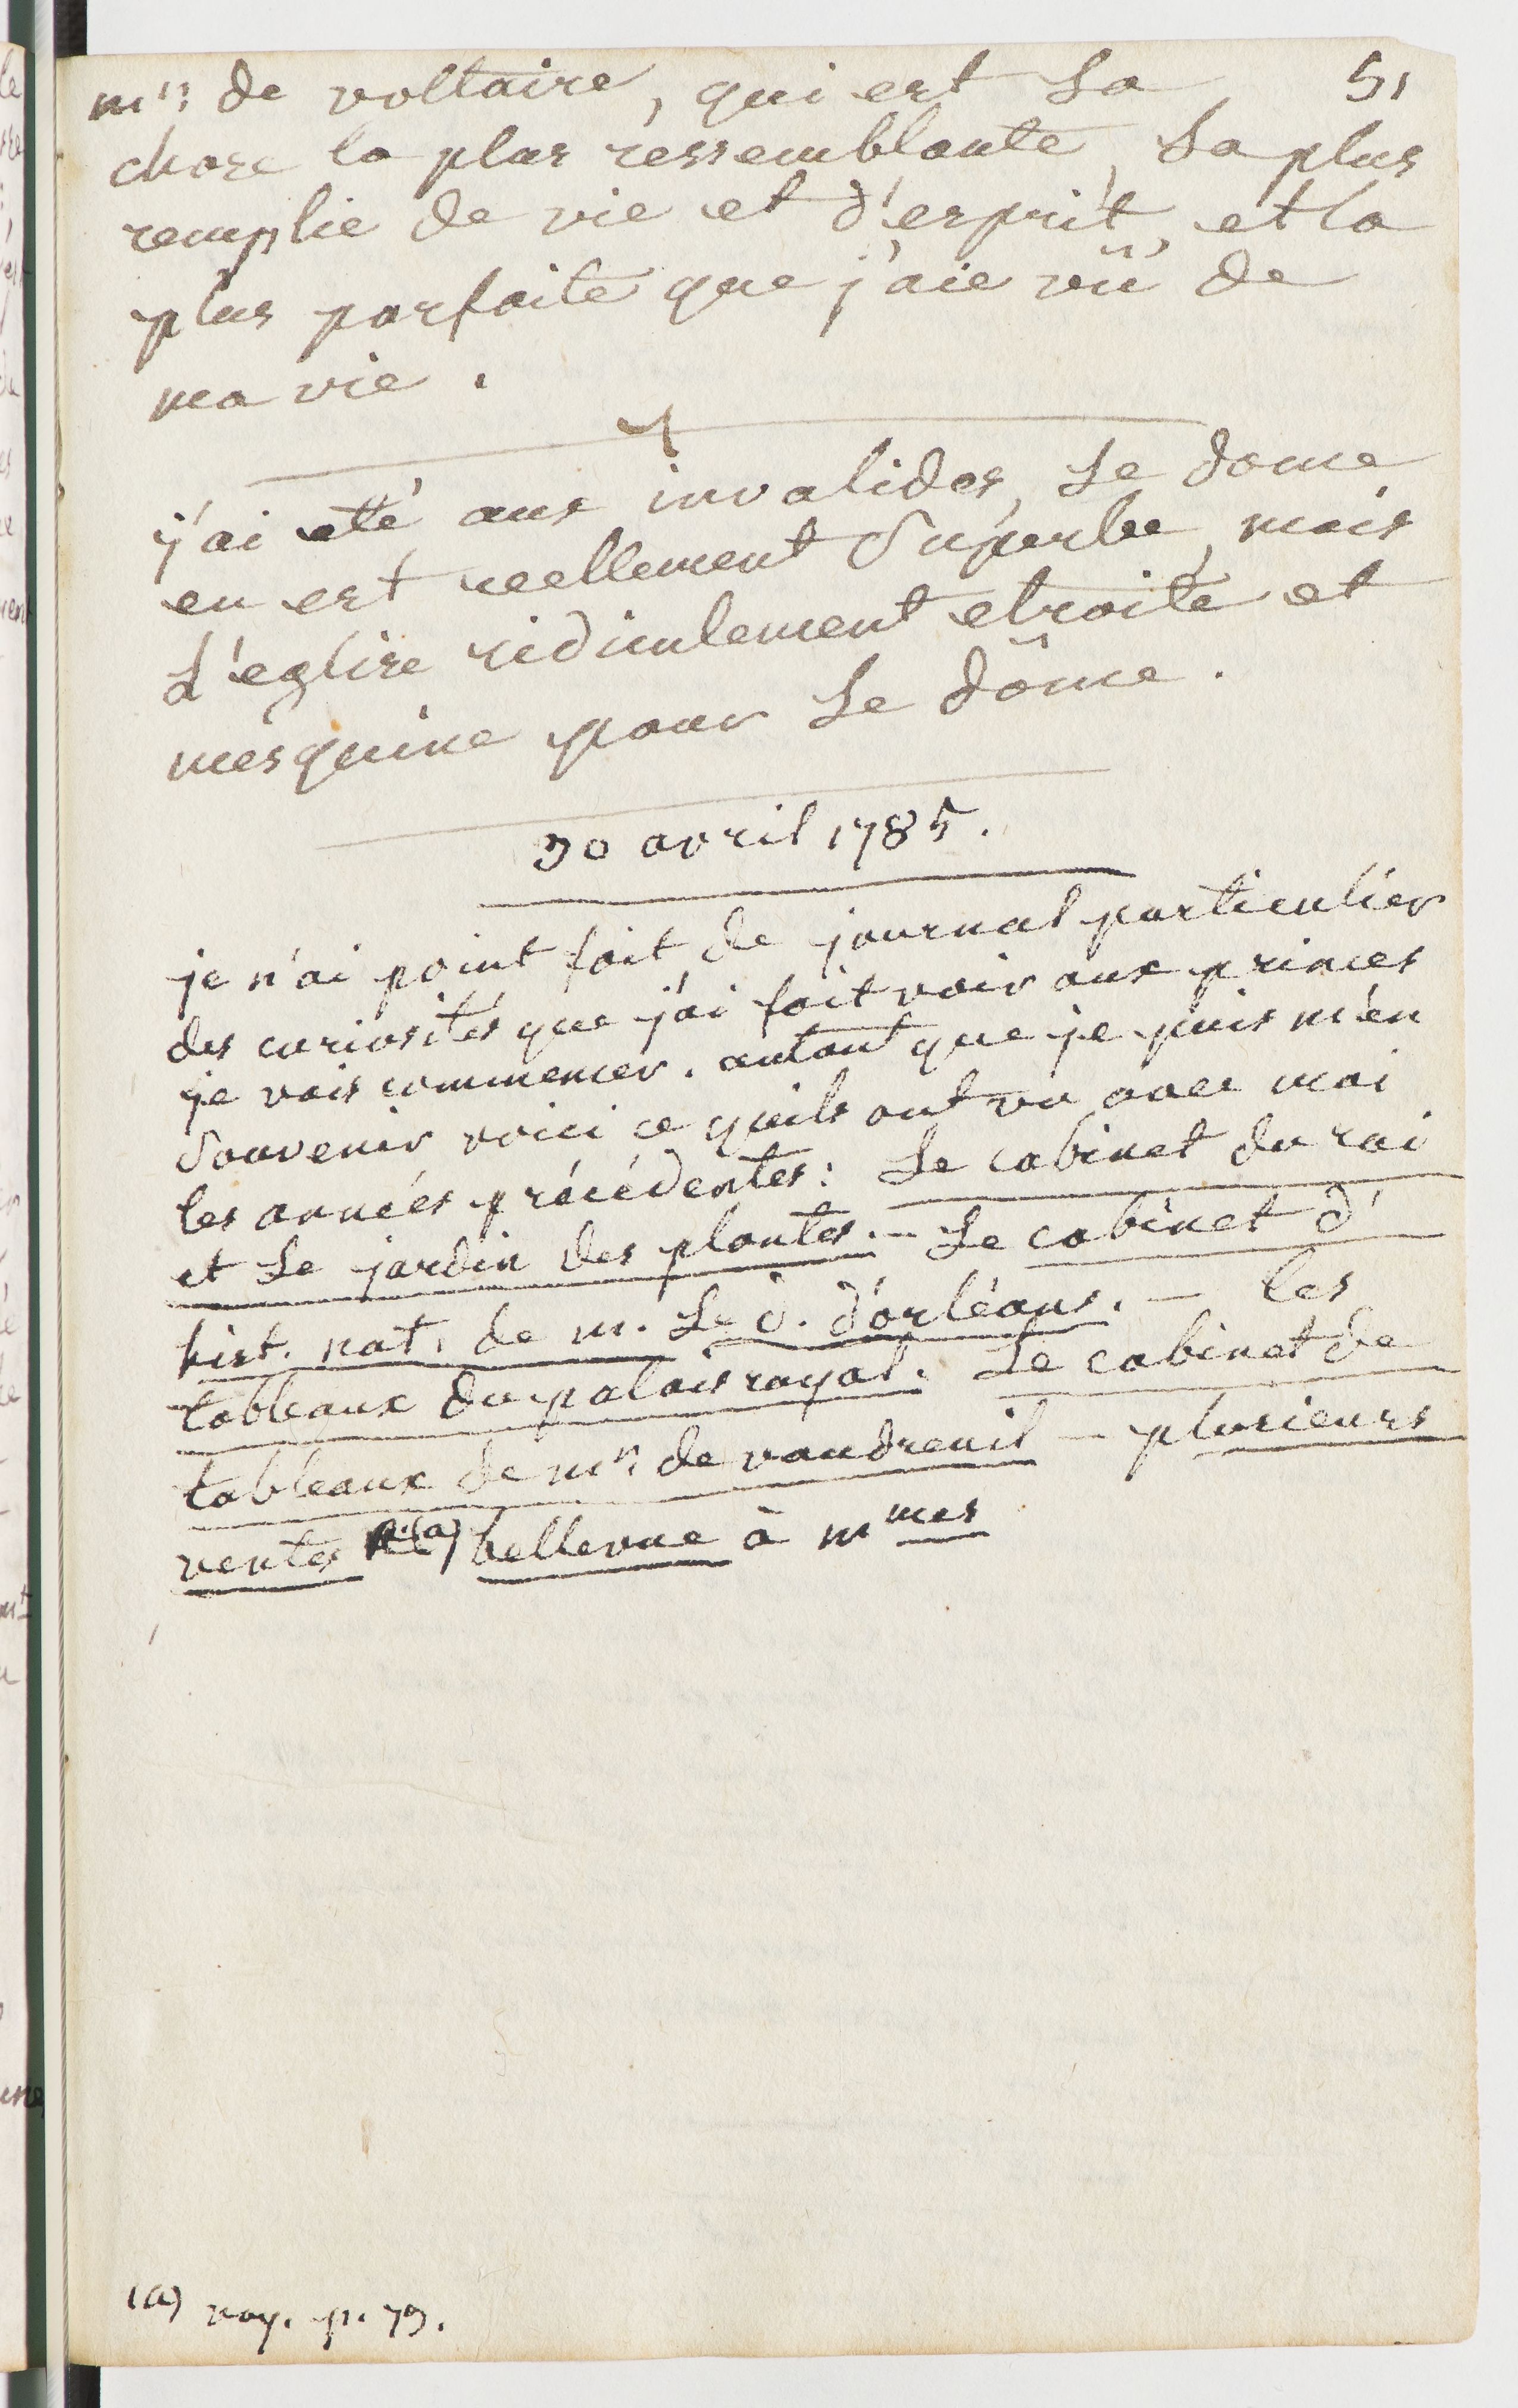 51
mr. de voltaire, qui est la
chose la plus ressemblante, la plus
remplie de vie et d'esprit, et la
plus parfaite que j'aie vû de
ma vie.
j'ai eté aux invalides, le dome
en est reellement superbe, mais
l'eglise ridiculement etroite et
mesquine pour le dôme.
30 avril 1785.
je n'ai point fait de journal particulier
des curiosités que j'ai fait voir aux princes
je vais commencer. autant que je puis m'en
souvenir voici ce quils ont vu avec moi
les années précédentes: le cabinet du roi
et le jardin des plantes. — le cabinet d'
hist. nat. de m. le d. d'orléans. — les
tableaux du palais royal. le cabinet de
tableaux de mr. de vaudreuil — plusieurs
ventes (a) bellevue à mmes
(a) voy. p. 79.